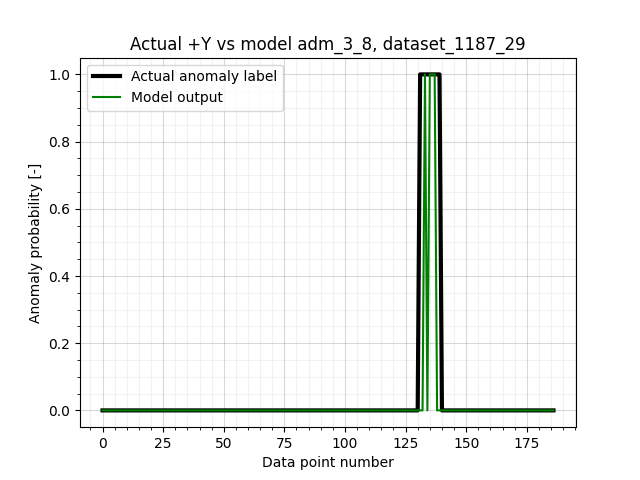 Actual +Y vs model adm_3_8, dataset_1187_29
Actual anomaly label
Model output
Anomaly probability [-]
1.0
0.8
0.6
0.4
0.2
0.0
0 25 50 75 100 125 150 175
Data point number